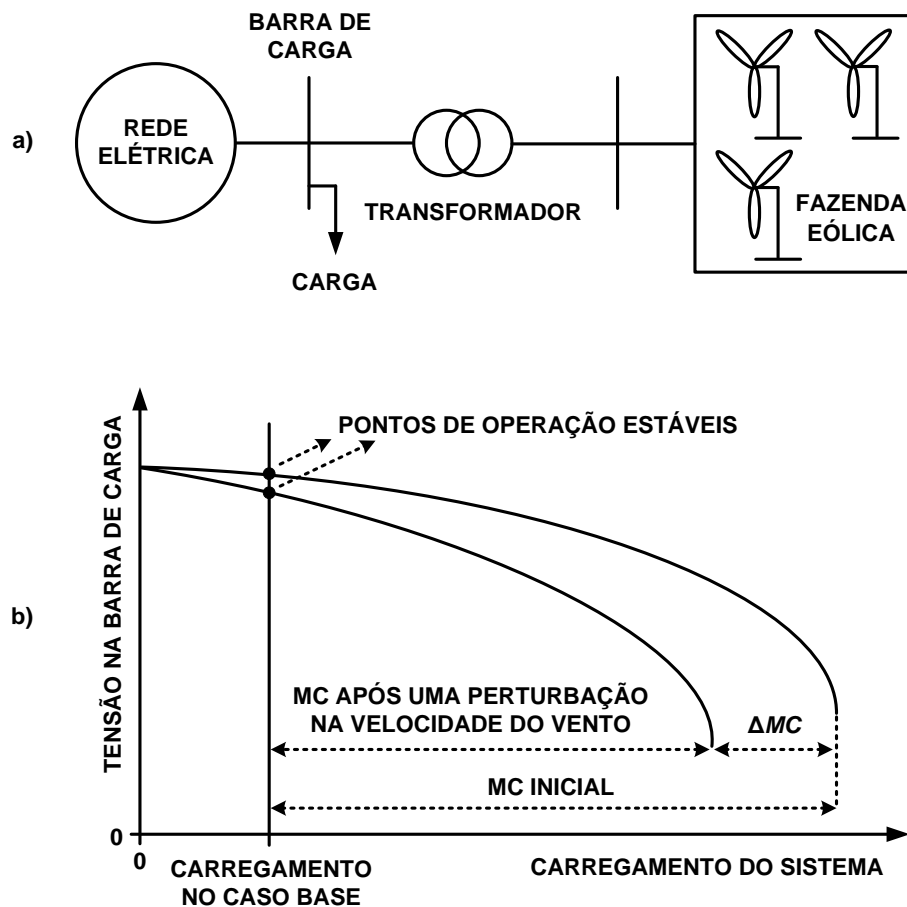 a)
REDE
ELÉTRICA
BARRA DE
CARGA
CARGA
TRANSFORMADOR
FAZENDA
EÓLICA
b)
TENSÃO NA BARRA DE CARGA
PONTOS DE OPERAÇÃO ESTÁVEIS
MC APÓS UMA PERTURBAÇÃO
NA VELOCIDADE DO VENTO
ΔMC
MC INICIAL
0
0
CARREGAMENTO
NO CASO BASE
CARREGAMENTO DO SISTEMA